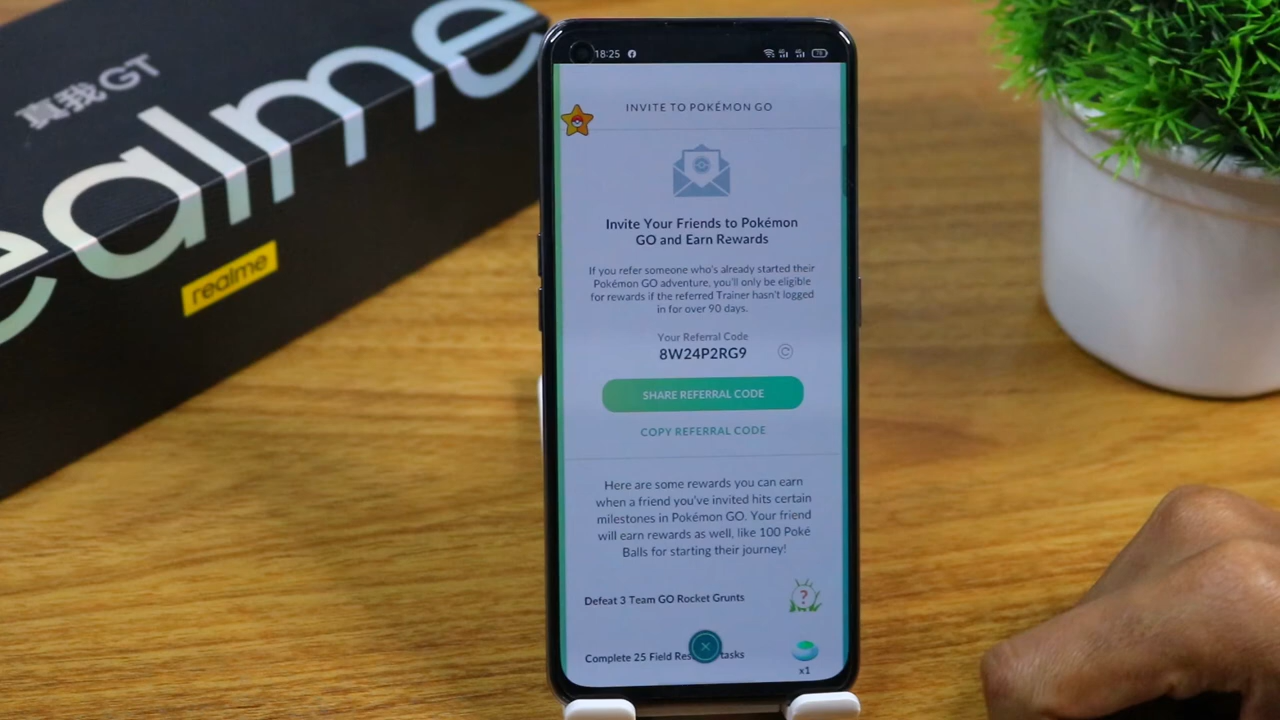 真我GT
ealme
realme
18:25
INVITE TO POKÉMON GO
Invite Your Friends to Pokémon
GO and Earn Rewards
If you refer someone who's already started their
Pokémon GO adventure, you'll only be eligible
for rewards if the referred Trainer hasn't logged
in for over 90 days.
Your Referral Code
8W24P2RG9
SHARE REFERRAL CODE
COPY REFERRAL CODE
Here are some rewards you can earn
when a friend you've invited hits certain
milestones in Pokémon GO. Your friend
will earn rewards as well, like 100 Poké
Balls for starting their journey!
Defeat 3 Team GO Rocket Grunts
?
Complete 25 Field Res tasks
x1